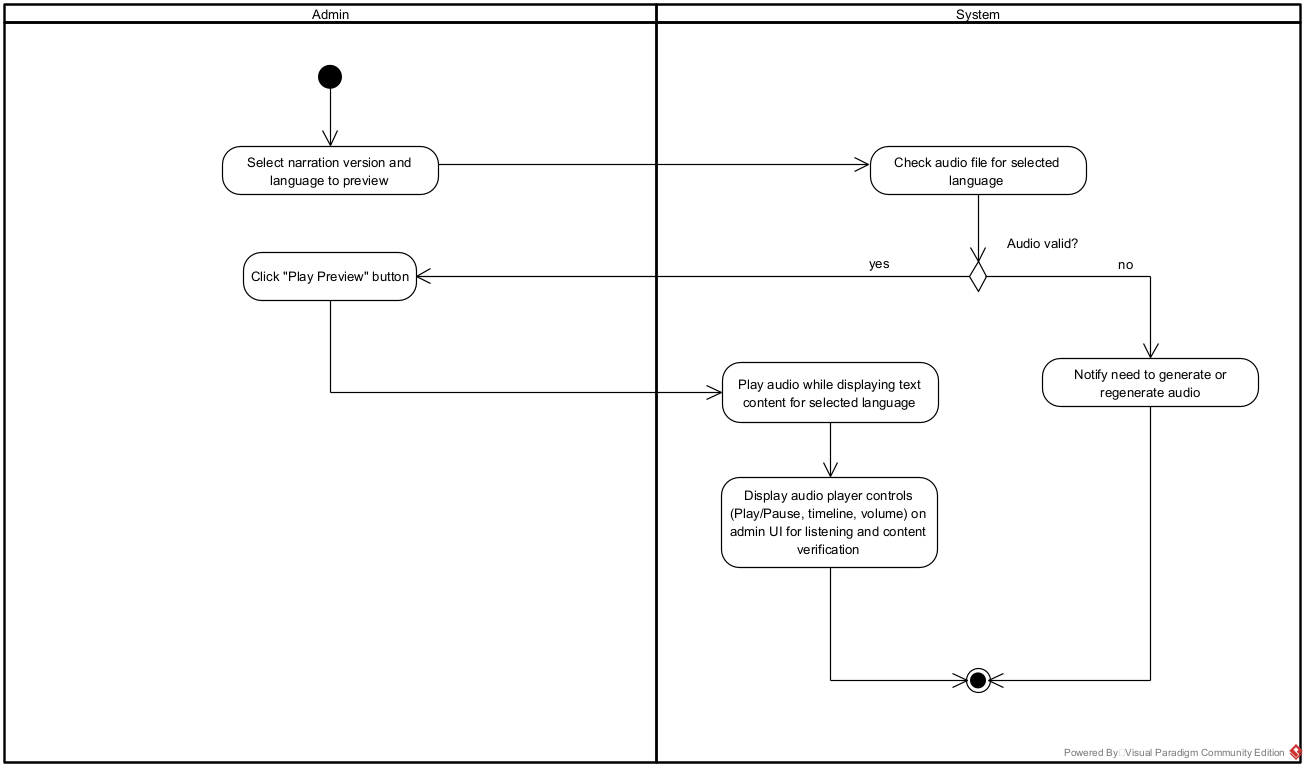 Admin
System
Select narration version and
language to preview
Check audio file for selected
language
Audio valid?
yes
no
Click "Play Preview" button
Play audio while displaying text
content for selected language
Notify need to generate or
regenerate audio
Display audio player controls
(Play/Pause, timeline, volume) on
admin UI for listening and content
verification
Powered By Visual Paradigm Community Edition